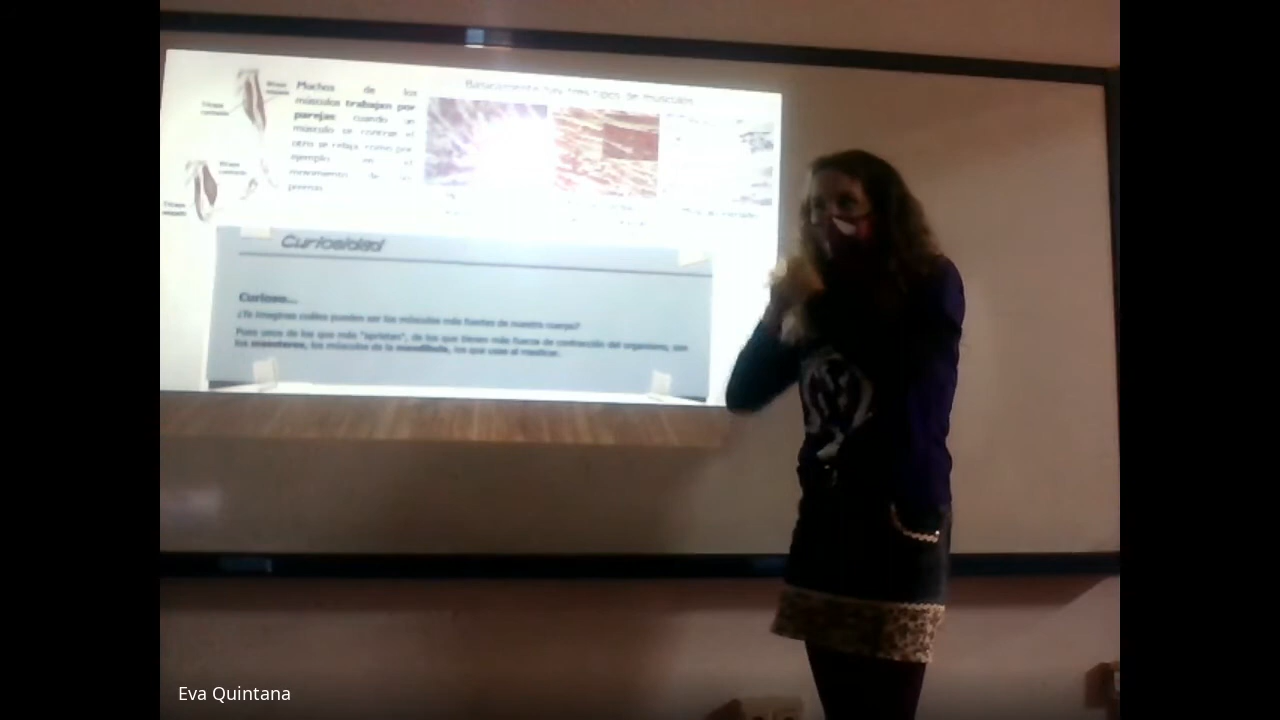 Muchos de los
músculos trabajan por
parejas cuando un
músculo se contrae el
otro se relaja, como por
ejemplo en el
movimiento de las
piernas.
Basicamente hay tres tipos de músculos
Curiosidad
Curioso...
¿Te imaginas cuáles pueden ser los músculos más fuertes de nuestro cuerpo?
Pues unos de los que más "aprietan", de los que tienen más fuerza de contracción del organismo, son
los maseteros, los músculos de la mandíbula, los que usas al masticar.
Eva Quintana